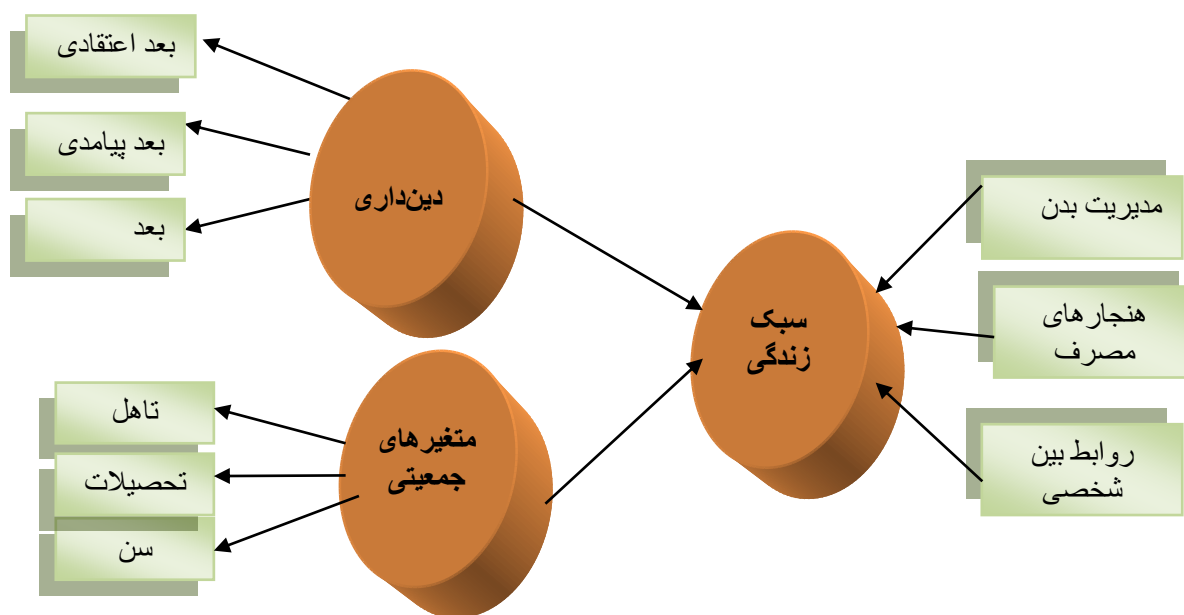 بعد اعتقادی
بعد پیامدی
بعد
دین‌داری
مدیریت بدن
هنجارهای
مصرف
روابط بین
شخصی
سبک
زندگی
متغیرهای
جمعیتی
تاهل
تحصیلات
سن